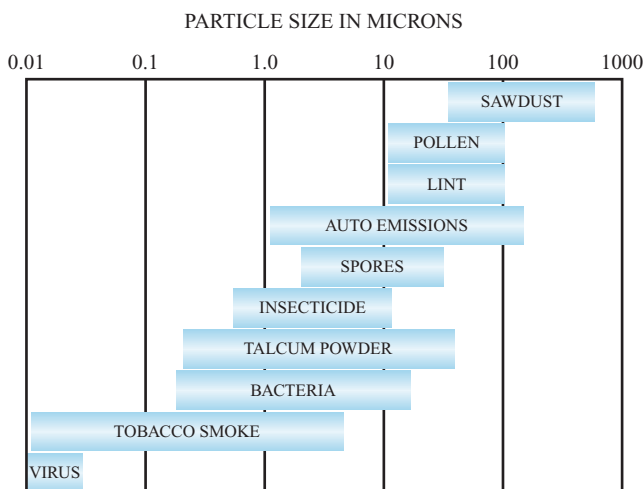 PARTICLE SIZE IN MICRONS
0.01 0.1 1.0 10 100 1000
SAWDUST
POLLEN
LINT
AUTO EMISSIONS
SPORES
INSECTICIDE
TALCUM POWDER
BACTERIA
TOBACCO SMOKE
VIRUS